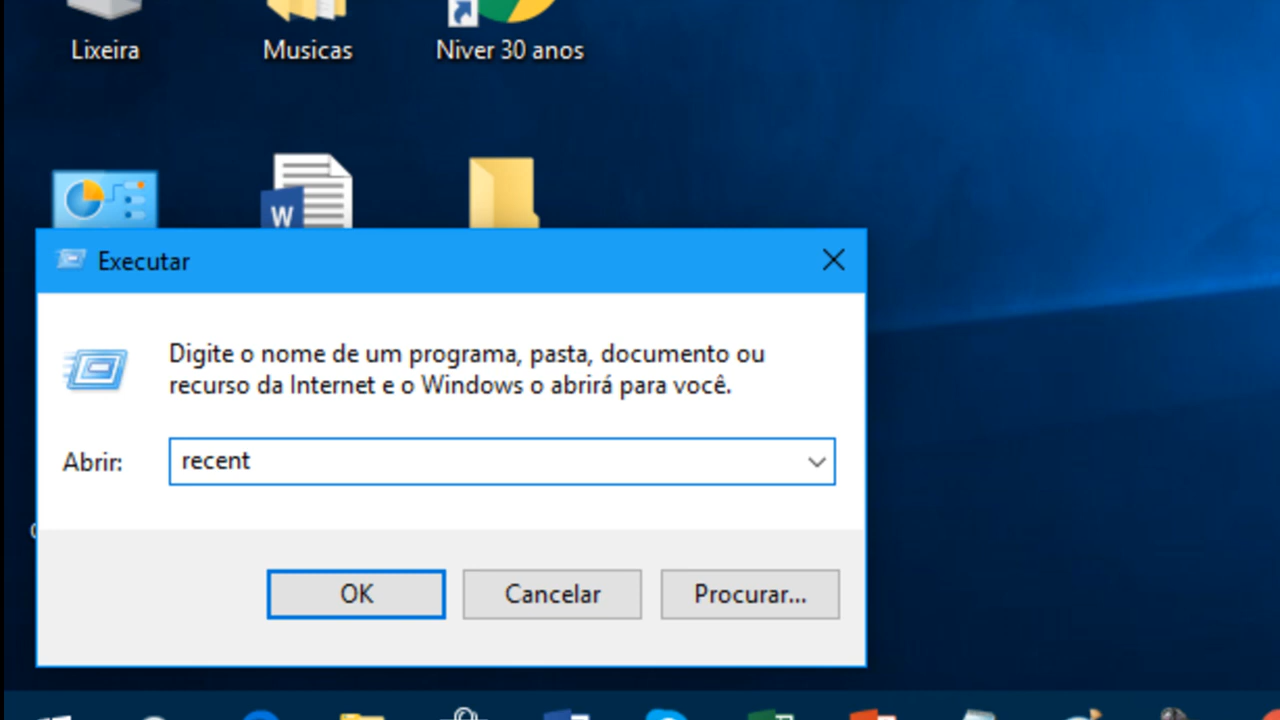 Lixeira
Musicas
Niver 30 anos
W
Executar
Digite o nome de um programa, pasta, documento ou
recurso da Internet e o Windows o abrirá para você.
Abrir:
recent
OK
Cancelar
Procurar...